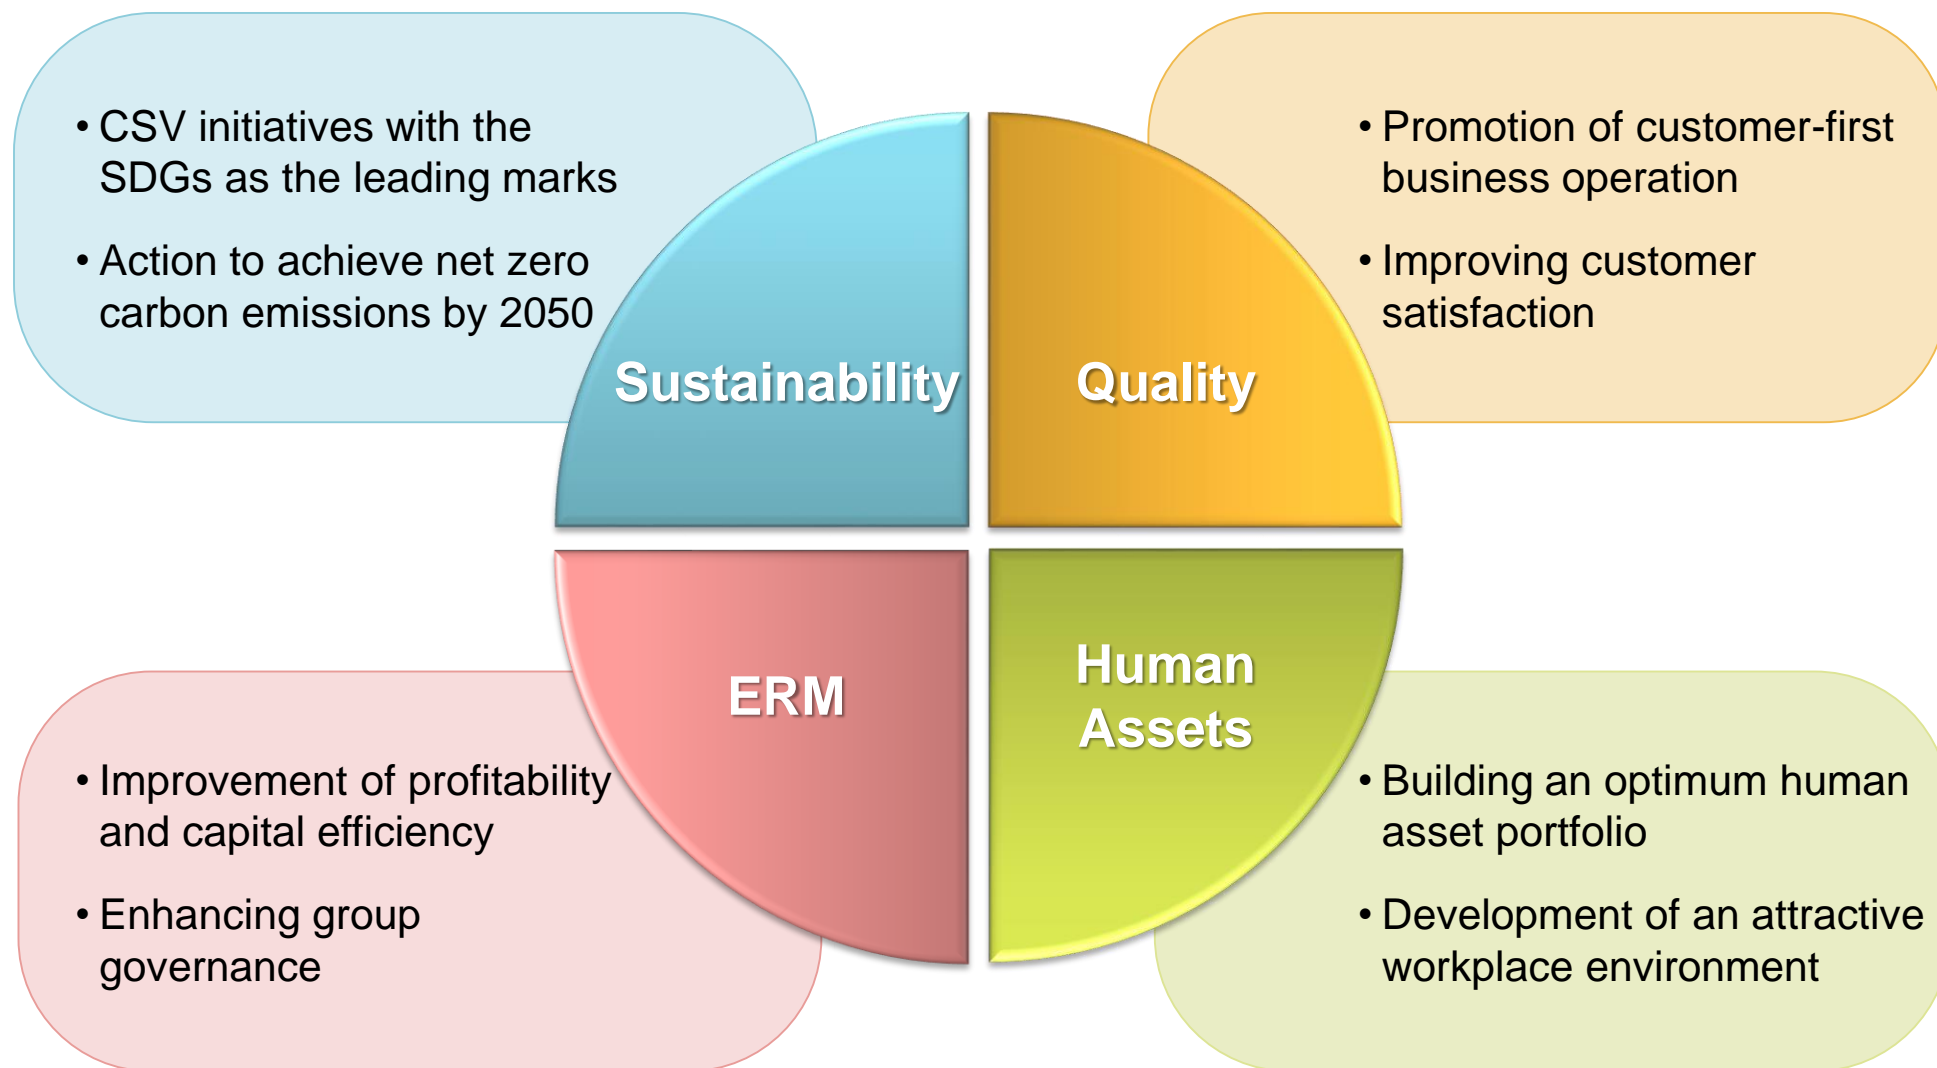 • CSV initiatives with the
SDGs as the leading marks
• Action to achieve net zero
carbon emissions by 2050
Sustainability
• Promotion of customer-first
business operation
• Improving customer
satisfaction
Quality
ERM
• Improvement of profitability
and capital efficiency
• Enhancing group
governance
Human
Assets
• Building an optimum human
asset portfolio
• Development of an attractive
workplace environment